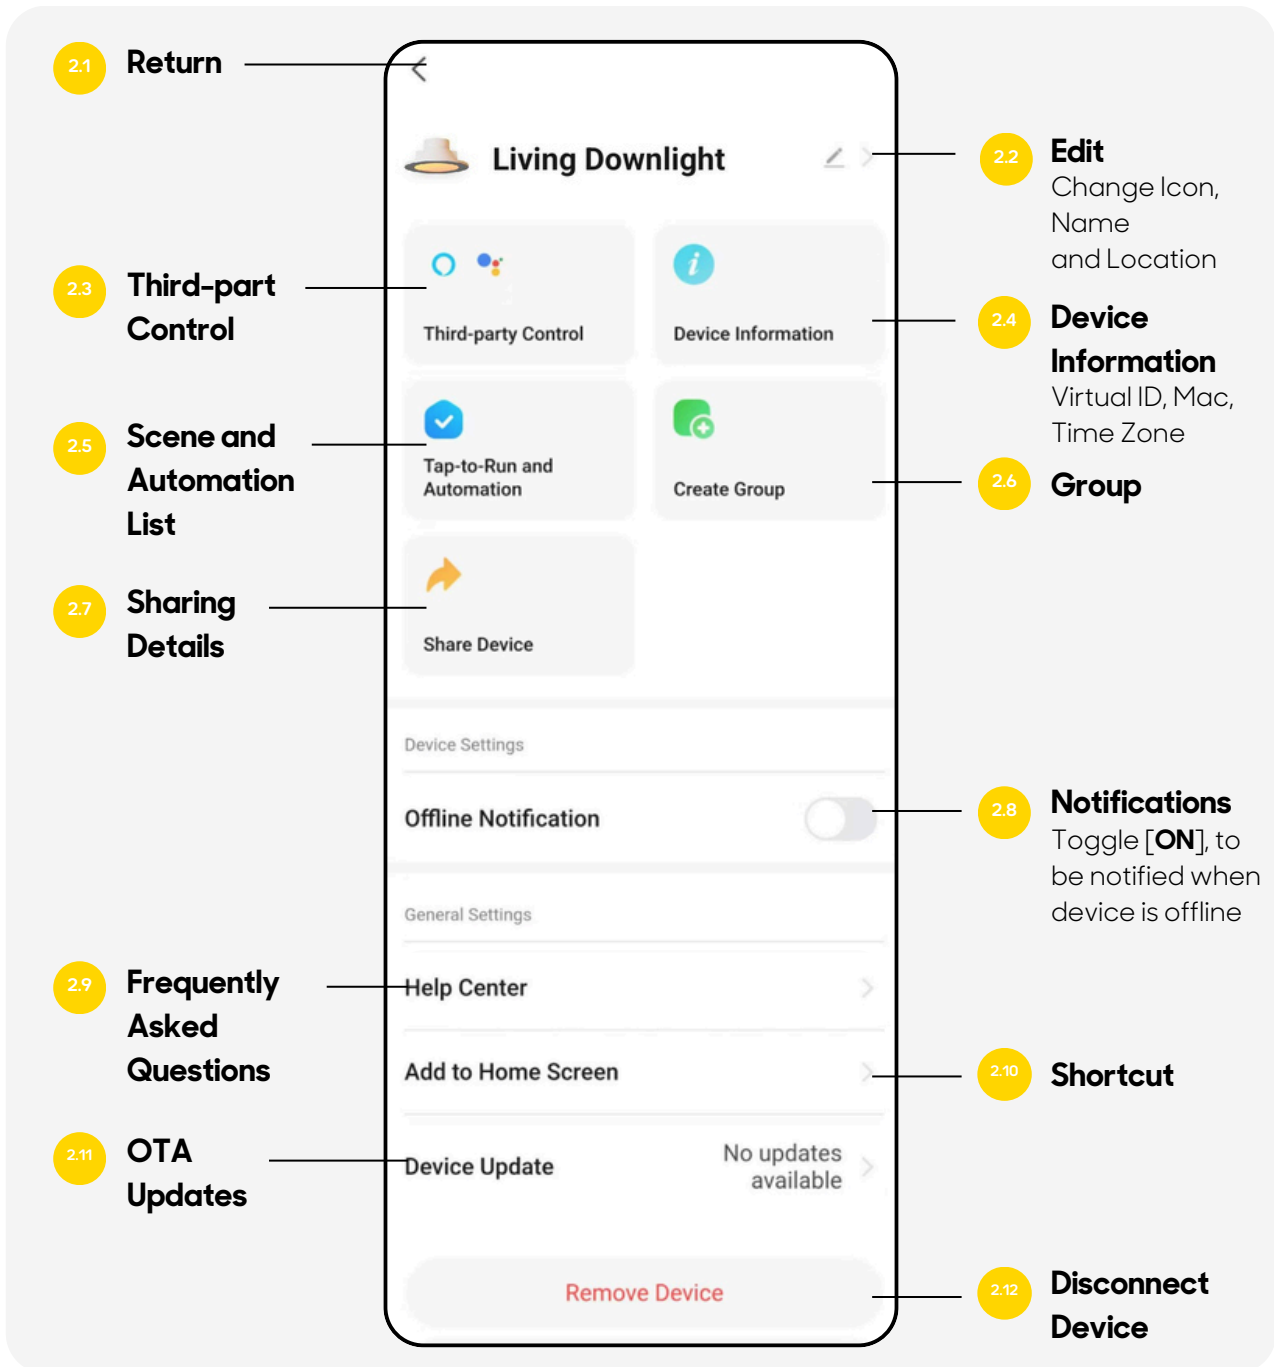 2.1 Return
Living Downlight
2.2 Edit
Change Icon,
Name
and Location
2.3 Third-part
Control
Third-party Control
Device Information
2.4 Device
Information
Virtual ID, Mac,
Time Zone
2.5 Scene and
Automation
List
Tap-to-Run and
Automation
Create Group
2.6 Group
2.7 Sharing
Details
Share Device
Device Settings
Offline Notification
2.8 Notifications
Toggle [ON], to
be notified when
device is offline
General Settings
2.9 Frequently
Asked
Questions
Help Center
Add to Home Screen
2.10 Shortcut
2.11 OTA
Updates
Device Update
No updates
available
Remove Device
2.12 Disconnect
Device